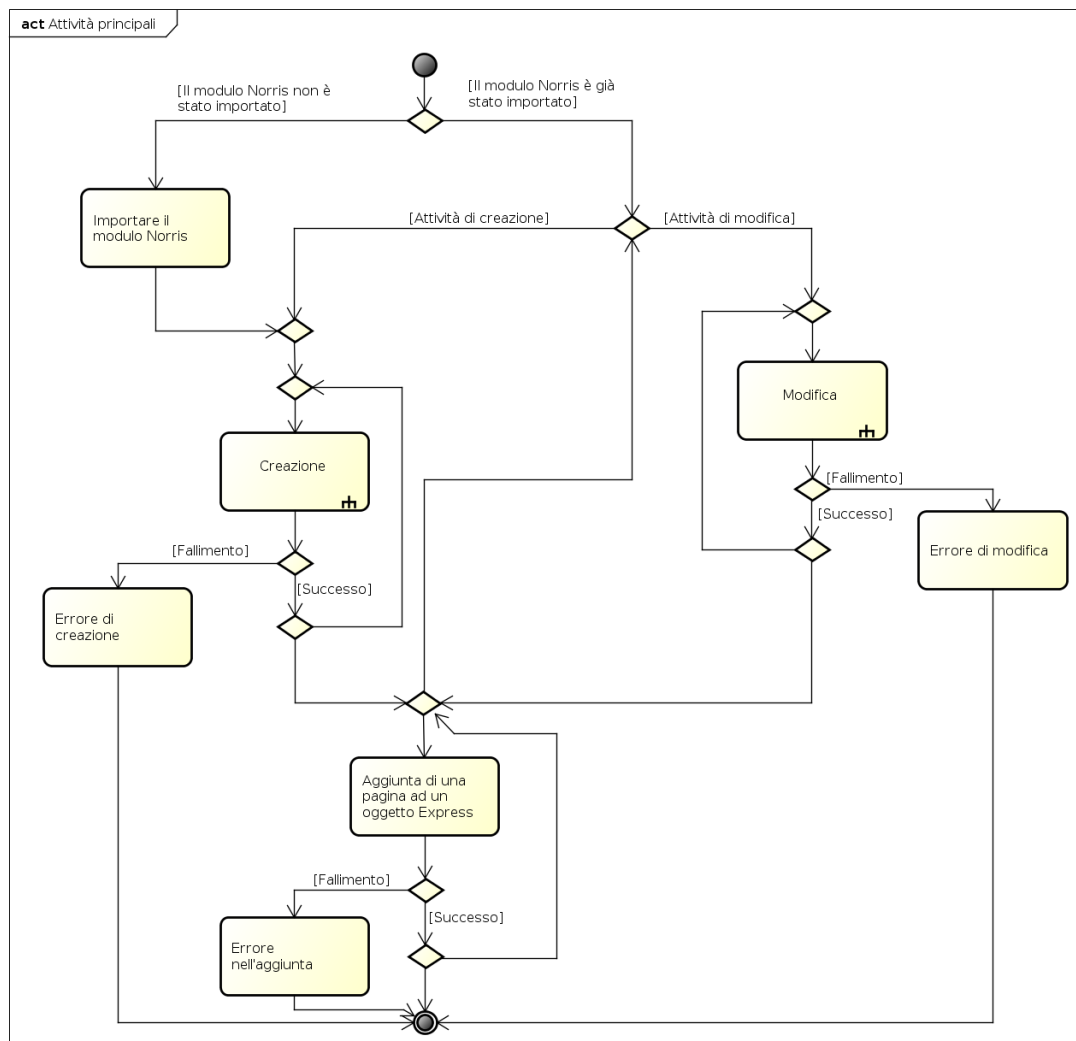 act Attività principali
[Il modulo Norris non è
stato importato]
[Il modulo Norris è già
stato importato]
Importare il
modulo Norris
[Attività di creazione]
[Attività di modifica]
Modifica
Creazione
[Fallimento]
[Successo]
Errore di modifica
[Fallimento]
[Successo]
Errore di
creazione
Aggiunta di una
pagina ad un
oggetto Express
[Fallimento]
[Successo]
Errore
nell'aggiunta